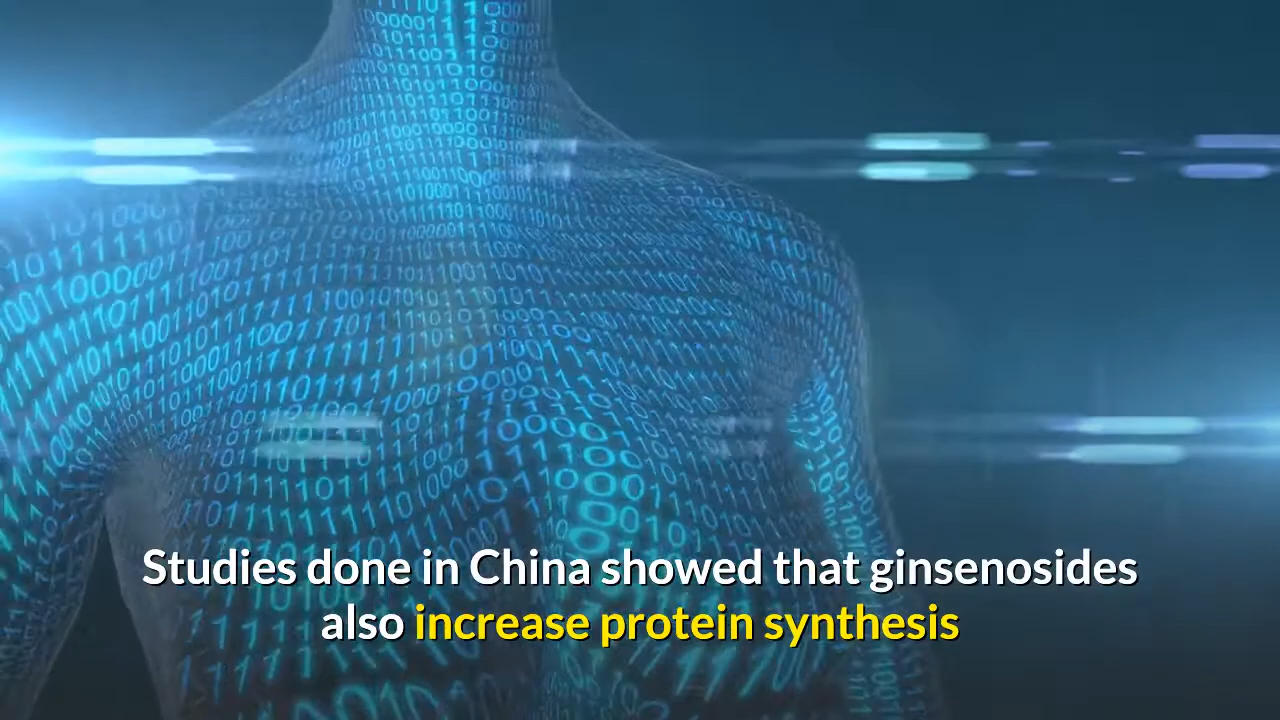 Studies done in China showed that ginsenosides
also increase protein synthesis